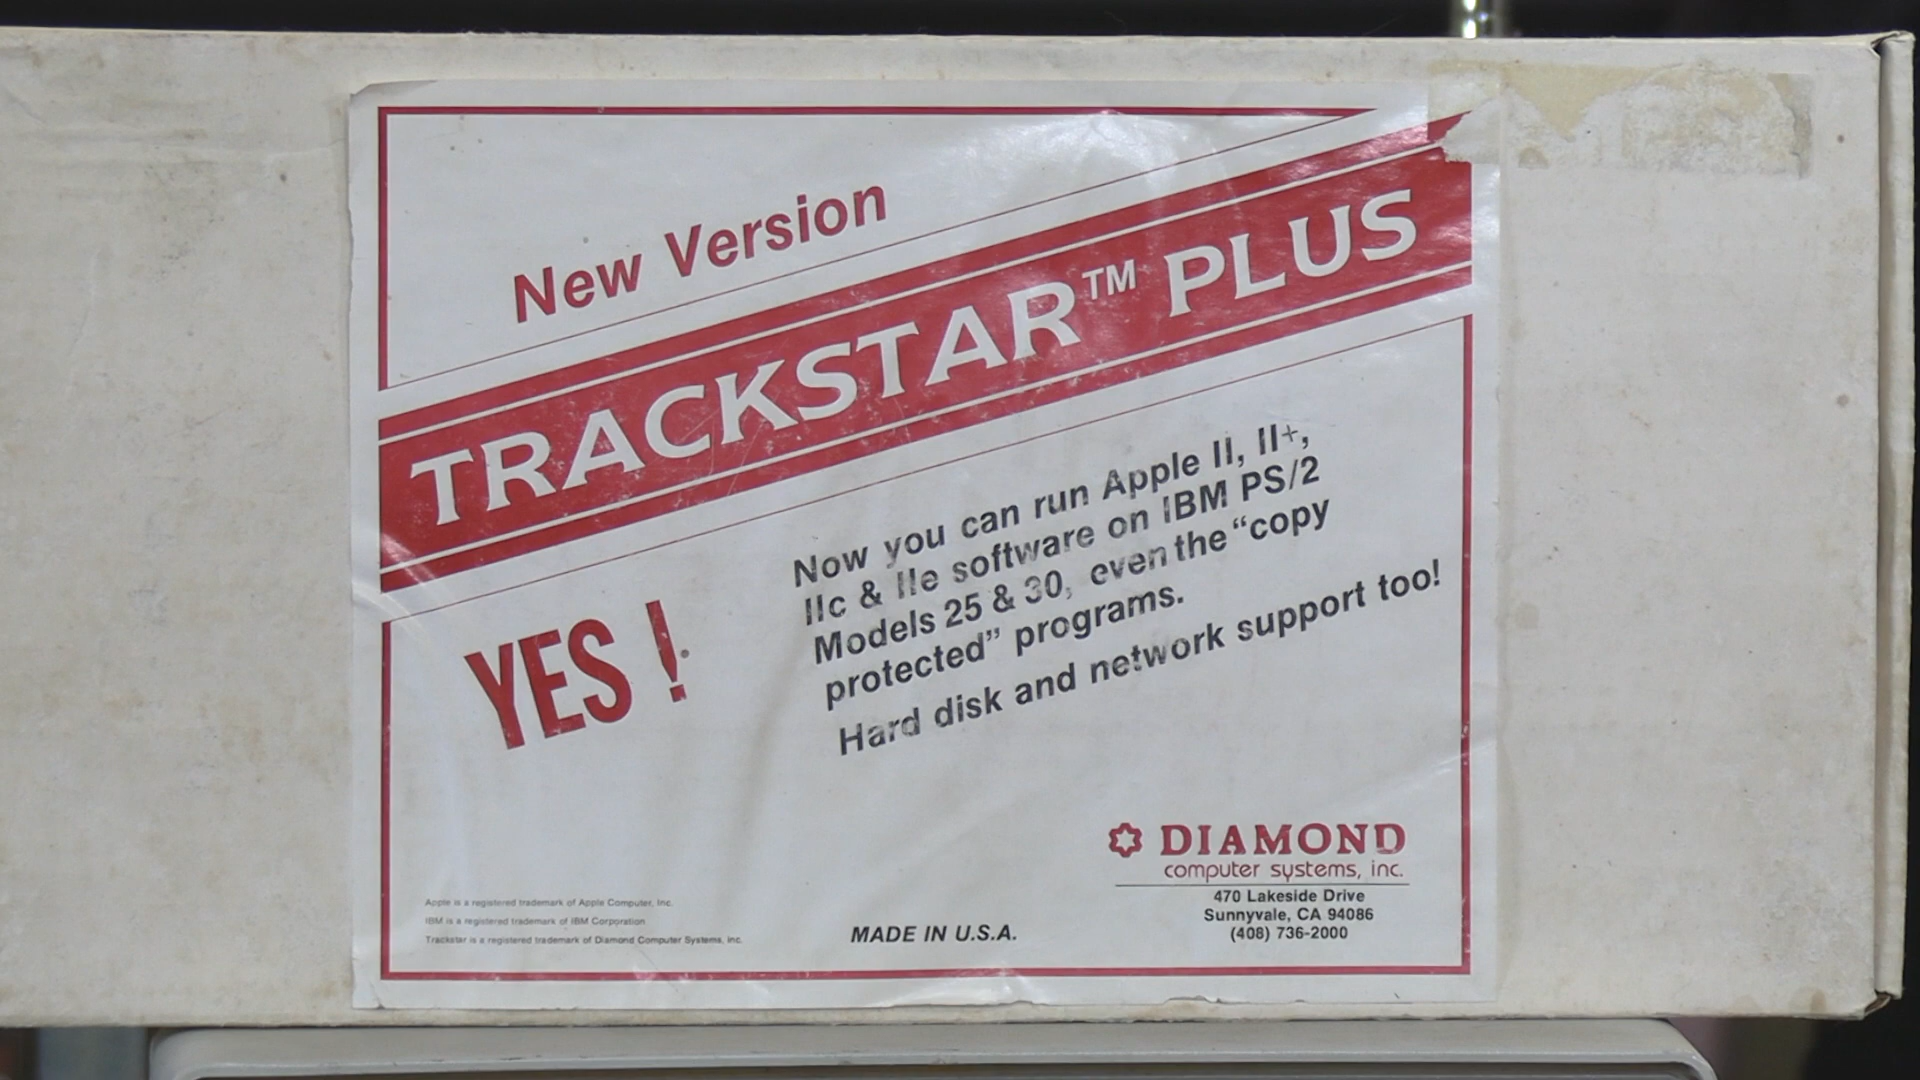 New Version
TRACKSTAR™ PLUS
YES!
Now you can run Apple II, II+,
IIc & IIe software on IBM PS/2
Models 25 & 30, even the “copy
protected” programs.
Hard disk and network support too!
DIAMOND
computer systems, inc.
470 Lakeside Drive
Sunnyvale, CA 94086
(408) 736-2000
MADE IN U.S.A.
Apple is a registered trademark of Apple Computer, Inc.
IBM is a registered trademark of IBM Corporation
Trackstar is a registered trademark of Diamond Computer Systems, Inc.